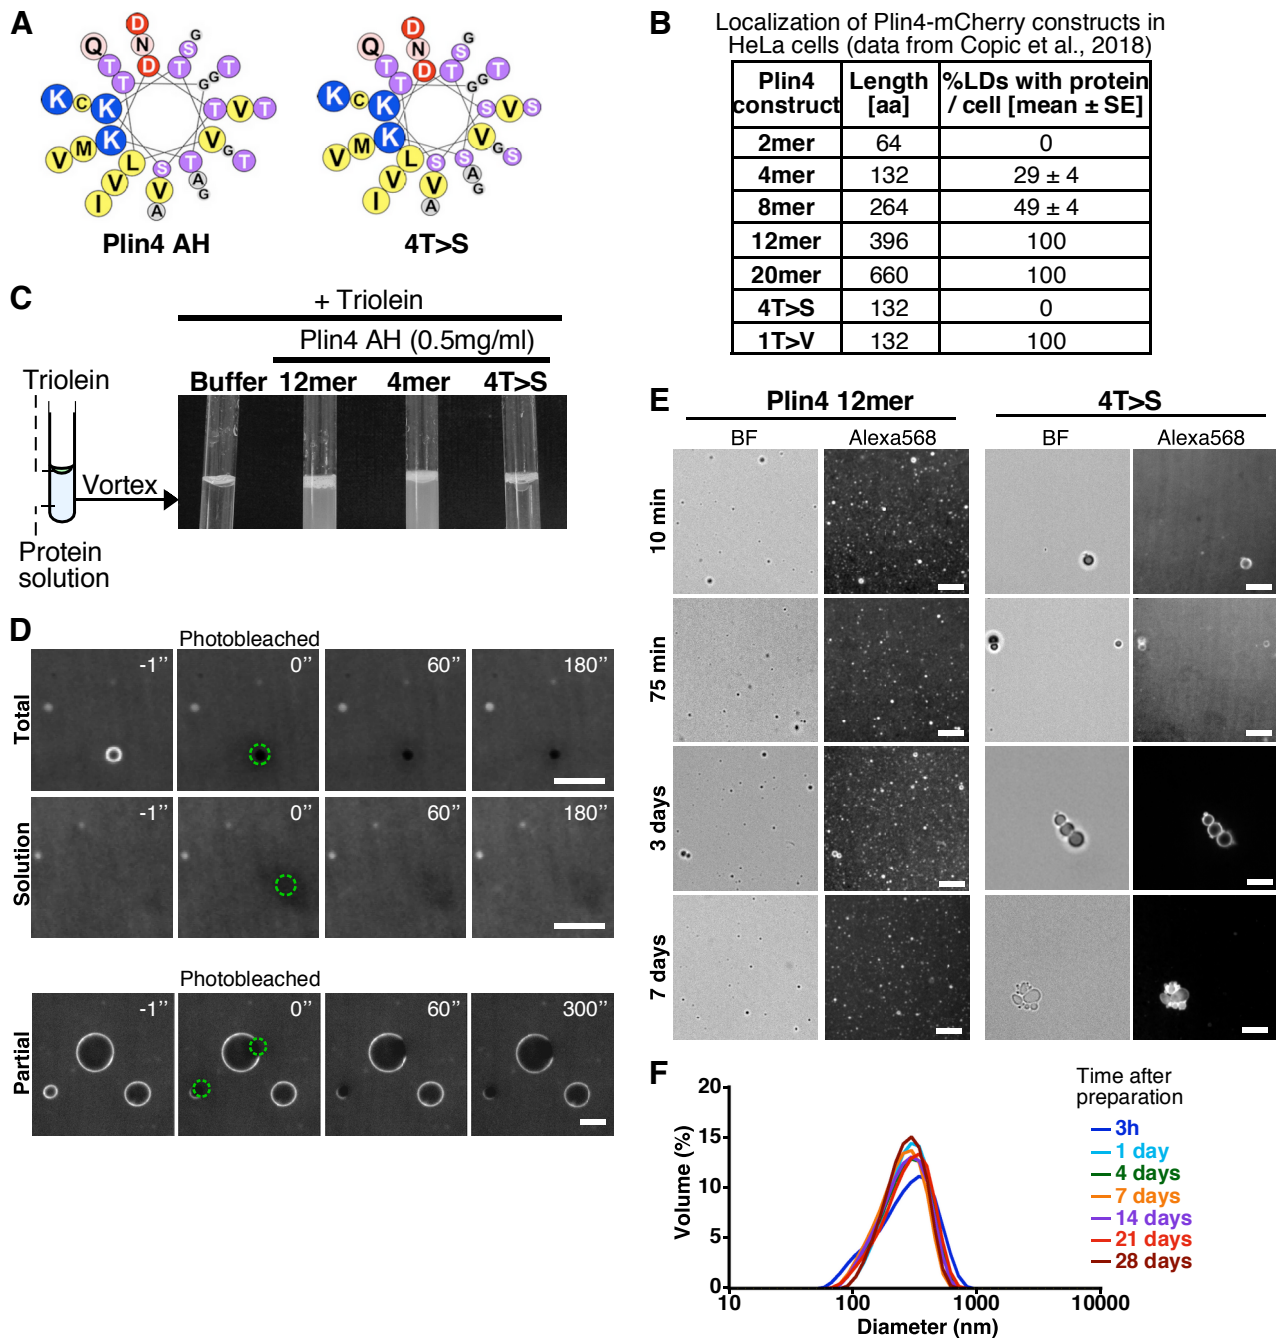 A
Q
D
N
D
T
T
T
S
G
G
G
T
K
C
K
K
T
V
T
V
G
T
V
M
L
S
T
A
G
V
I
V
A
Plin4 AH
Q
D
N
D
T
T
T
S
G
G
G
T
K
C
K
K
S
V
S
V
G
S
V
M
L
S
S
A
G
V
I
V
A
4T>S
B
Localization of Plin4-mCherry constructs in
HeLa cells (data from Copic et al., 2018)
Plin4 construct Length [aa] %LDs with protein / cell [mean ± SE]
2mer 64 0
4mer 132 29 ± 4
8mer 264 49 ± 4
12mer 396 100
20mer 660 100
4T>S 132 0
1T>V 132 100
C
+ Triolein
Plin4 AH (0.5mg/ml)
Buffer 12mer 4mer 4T>S
Triolein
Vortex
Protein
solution
D
Photobleached
Total
-1'' 0'' 60'' 180''
Solution
-1'' 0'' 60'' 180''
Photobleached
Partial
-1'' 0'' 60'' 300''
E
Plin4 12mer 4T>S
BF Alexa568 BF Alexa568
10 min
75 min
3 days
7 days
F
Time after
preparation
3h
1 day
4 days
7 days
14 days
21 days
28 days
Volume (%)
20
15
10
5
0
10 100 1000 10000
Diameter (nm)